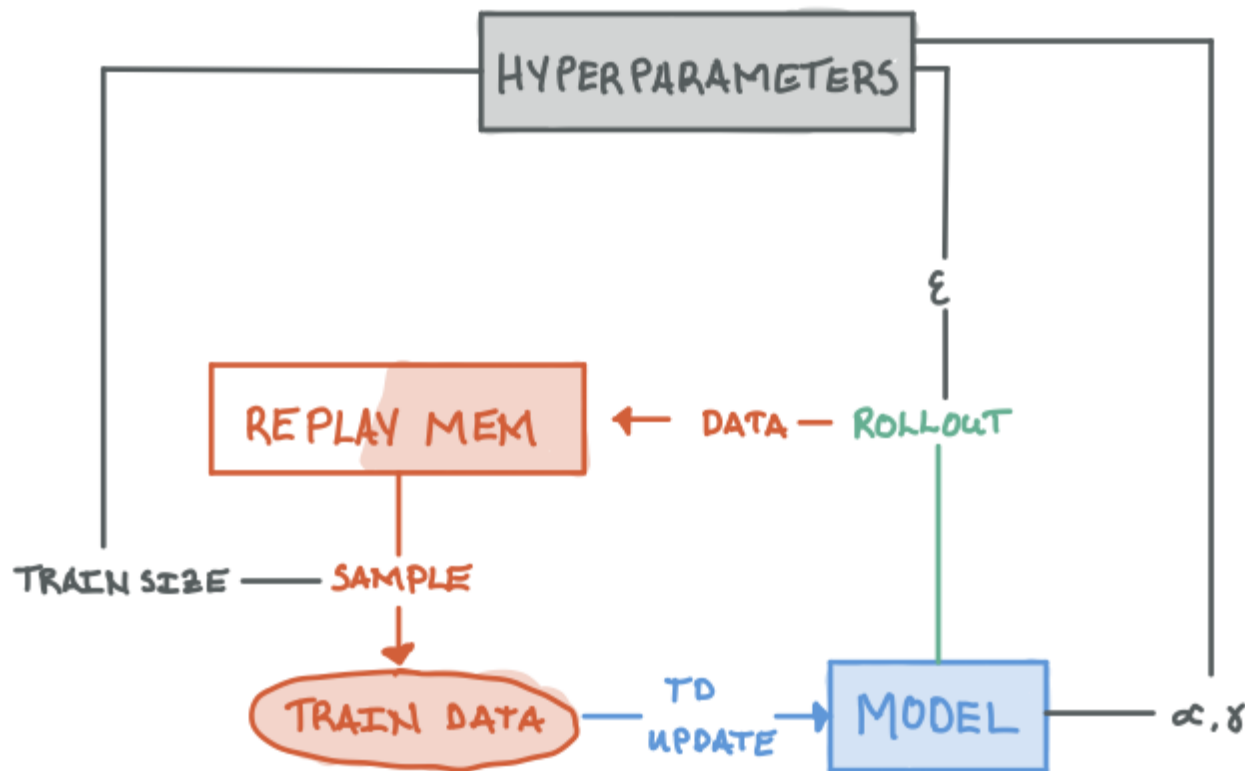 HYPERPARAMETERS
ε
REPLAY MEM
DATA
ROLLOUT
TRAIN SIZE
SAMPLE
TRAIN DATA
TD
UPDATE
MODEL
α, γ